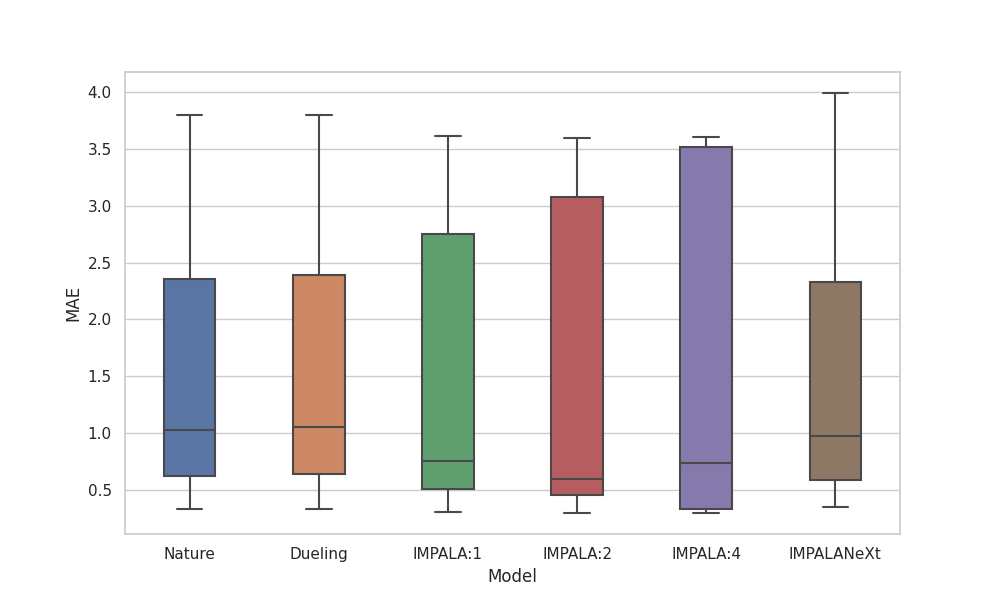 4.0
3.5
3.0
2.5
2.0
1.5
1.0
0.5
MAE
Nature
Dueling
IMPALA:1
IMPALA:2
IMPALA:4
IMPALANeXt
Model